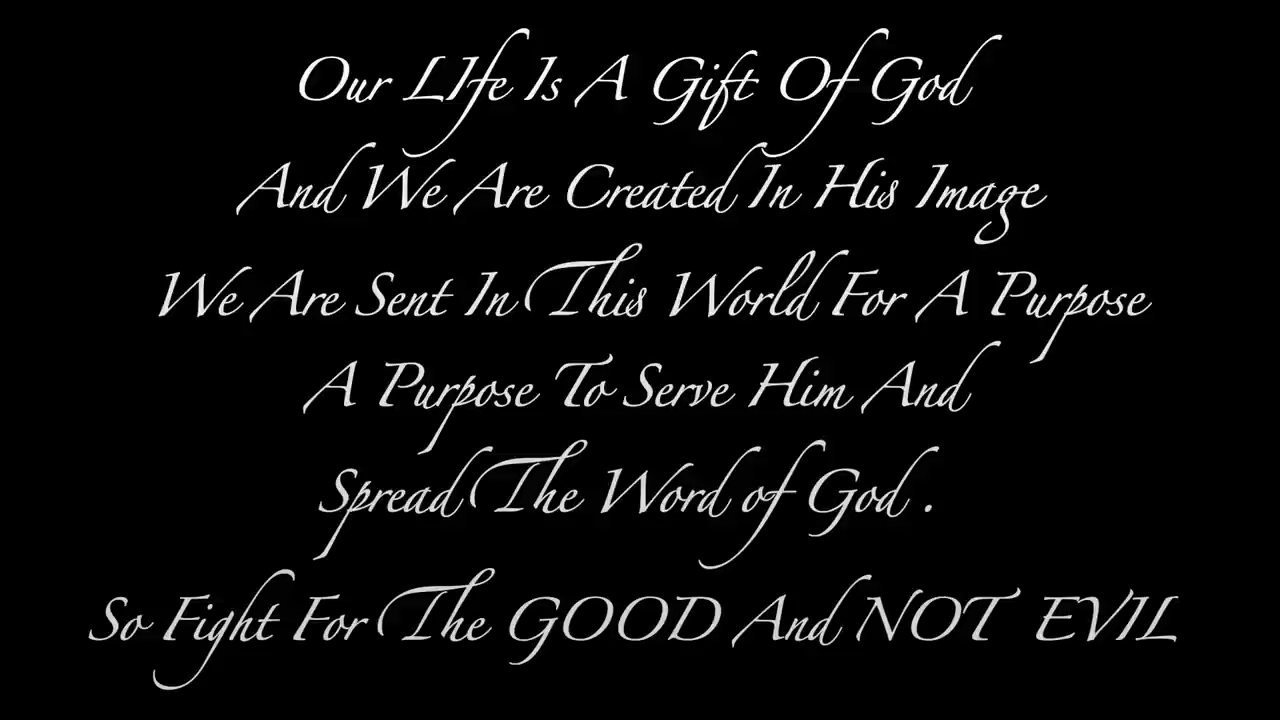 Our LIfe Is A Gift Of God
And We Are Created In His Image
We Are Sent In This World For A Purpose
A Purpose To Serve Him And
Spread The Word of God .
So Fight For The GOOD And NOT EVIL